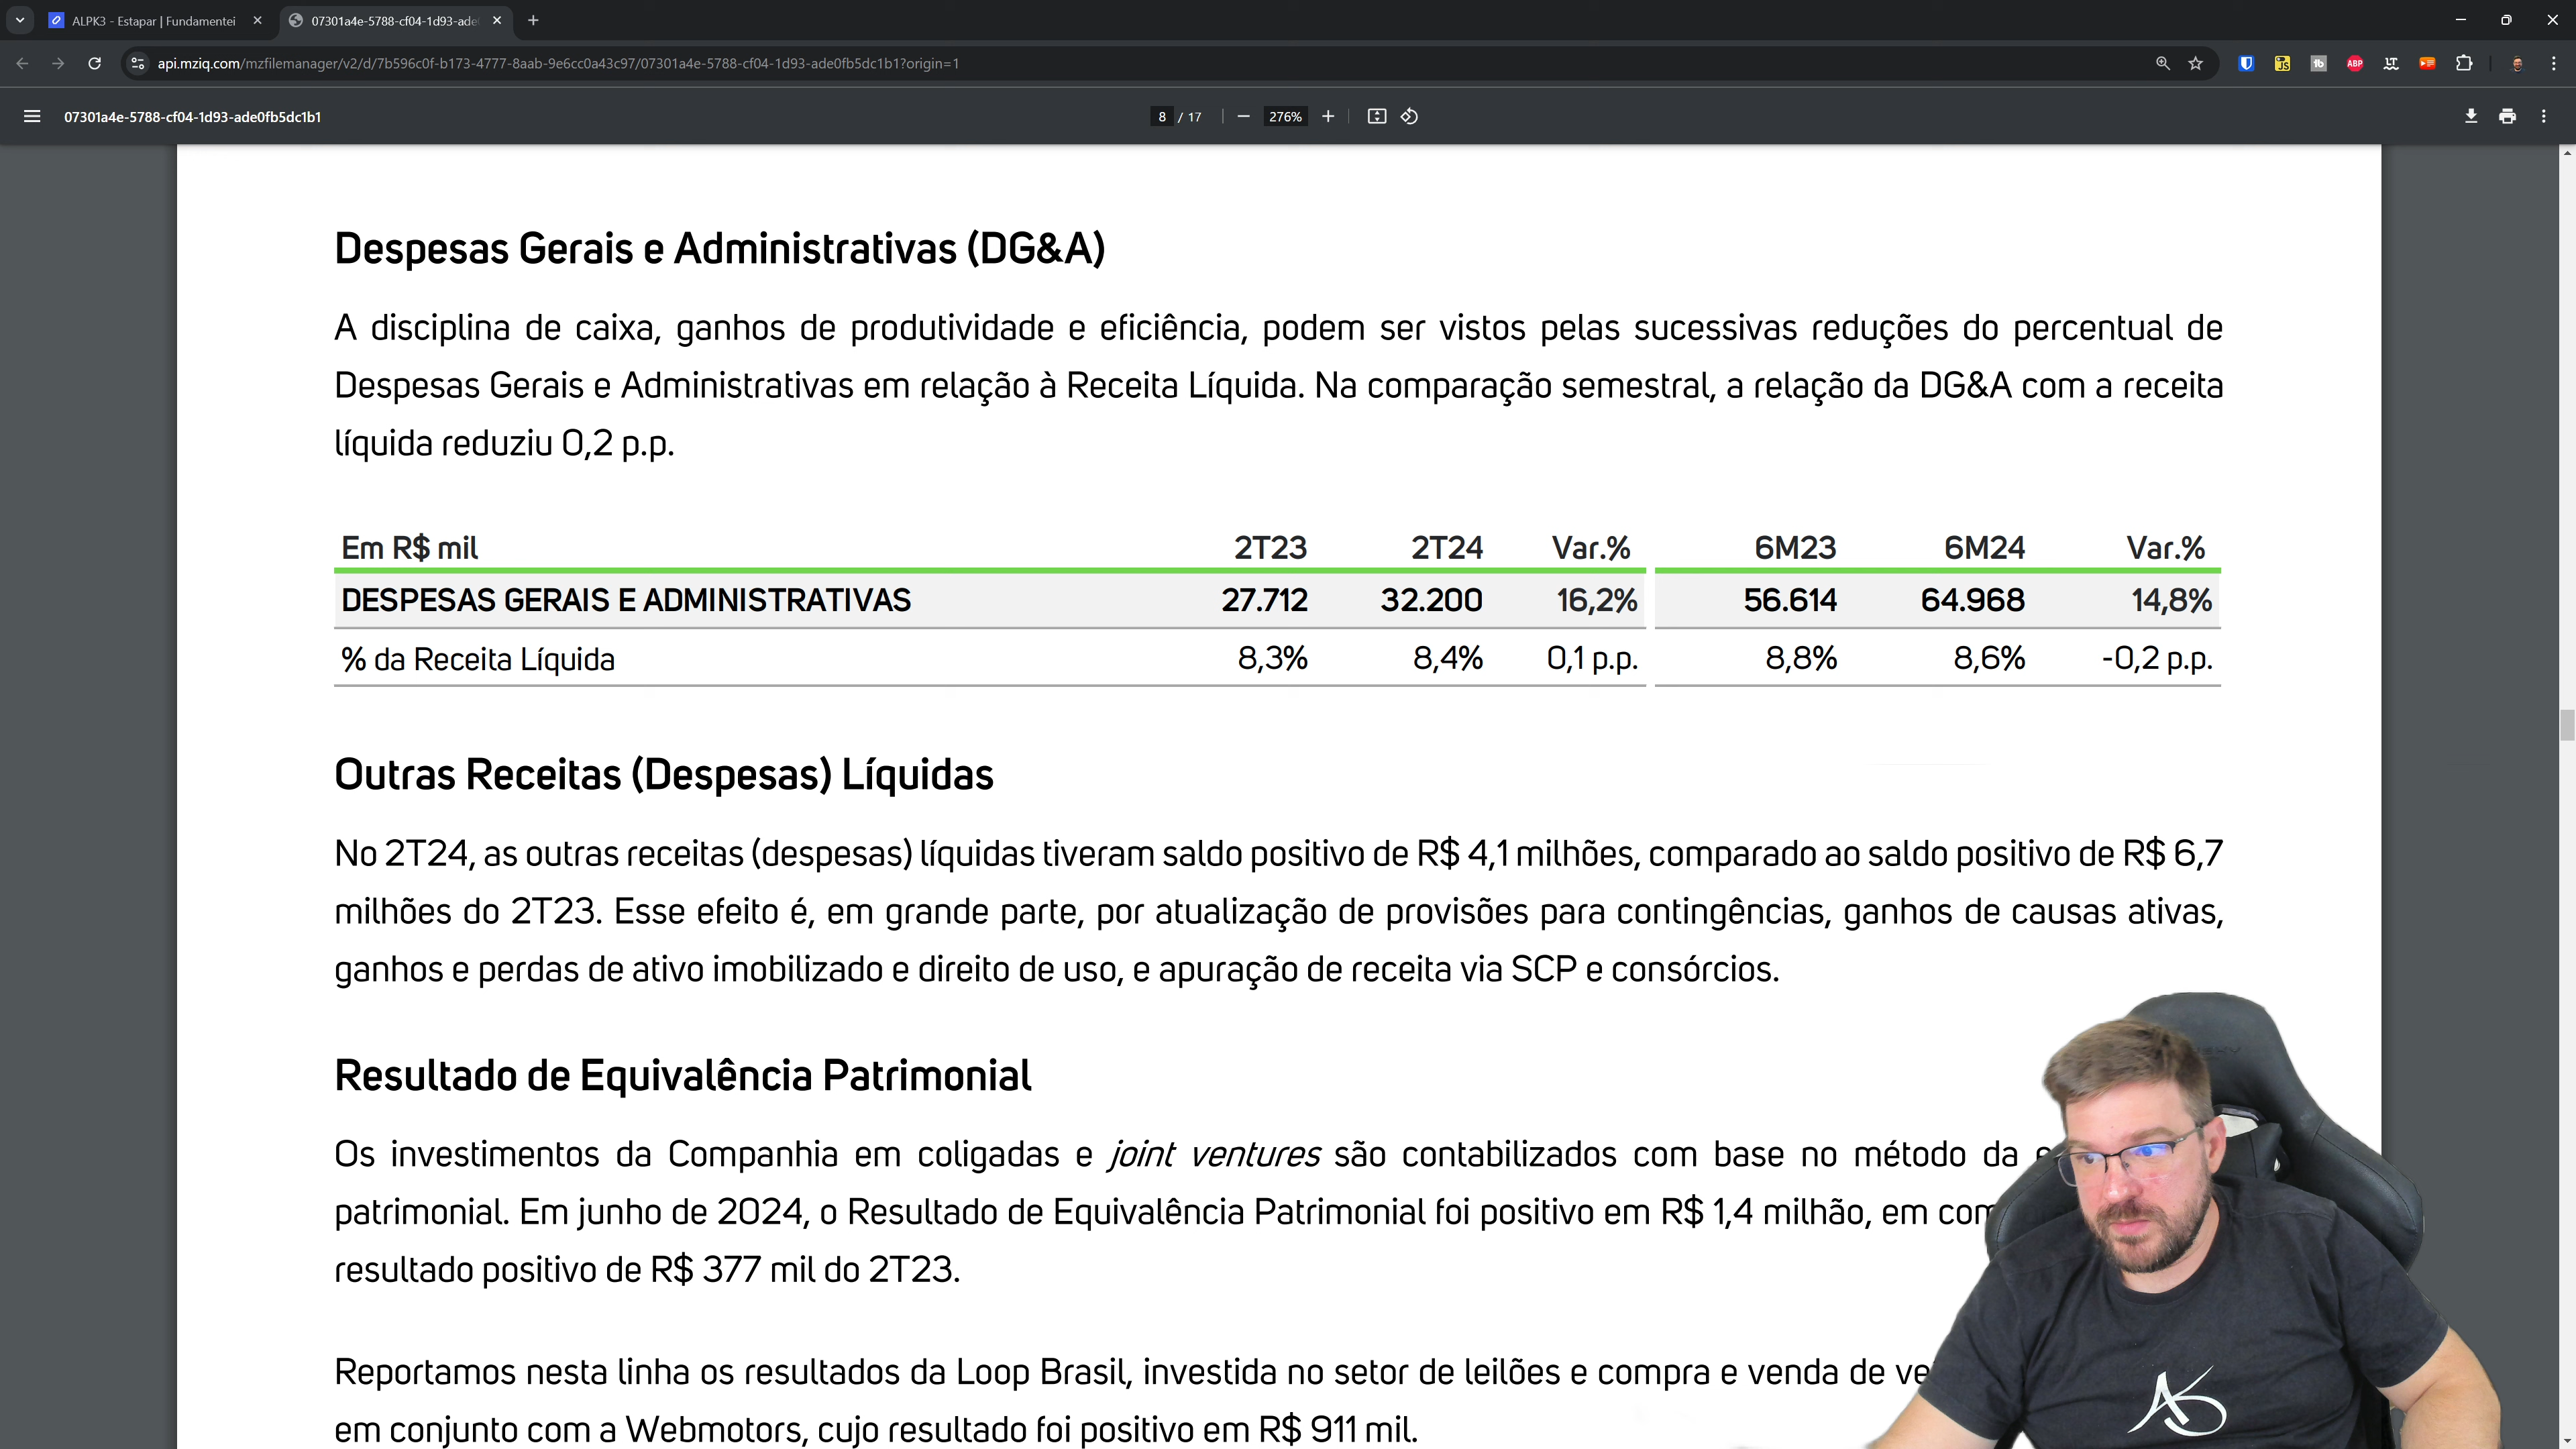 ALPK3 - Estapar | Fundamentei
07301a4e-5788-cf04-1d93-ade
api.mziq.com/mzfilemanager/v2/d/7b596c0f-b173-4777-8aab-9e6cc0a43c97/07301a4e-5788-cf04-1d93-ade0fb5dc1b1?origin=1
07301a4e-5788-cf04-1d93-ade0fb5dc1b1
8 / 17
276%
Despesas Gerais e Administrativas (DG&A)
A disciplina de caixa, ganhos de produtividade e eficiência, podem ser vistos pelas sucessivas reduções do percentual de
Despesas Gerais e Administrativas em relação à Receita Líquida. Na comparação semestral, a relação da DG&A com a receita
líquida reduziu 0,2 p.p.
Em R$ mil 2T23 2T24 Var.% 6M23 6M24 Var.%
DESPESAS GERAIS E ADMINISTRATIVAS 27.712 32.200 16,2% 56.614 64.968 14,8%
% da Receita Líquida 8,3% 8,4% 0,1 p.p. 8,8% 8,6% -0,2 p.p.
Outras Receitas (Despesas) Líquidas
No 2T24, as outras receitas (despesas) líquidas tiveram saldo positivo de R$ 4,1 milhões, comparado ao saldo positivo de R$ 6,7
milhões do 2T23. Esse efeito é, em grande parte, por atualização de provisões para contingências, ganhos de causas ativas,
ganhos e perdas de ativo imobilizado e direito de uso, e apuração de receita via SCP e consórcios.
Resultado de Equivalência Patrimonial
Os investimentos da Companhia em coligadas e joint ventures são contabilizados com base no método da
patrimonial. Em junho de 2024, o Resultado de Equivalência Patrimonial foi positivo em R$ 1,4 milhão, em
resultado positivo de R$ 377 mil do 2T23.
Reportamos nesta linha os resultados da Loop Brasil, investida no setor de leilões e compra e venda de
em conjunto com a Webmotors, cujo resultado foi positivo em R$ 911 mil.